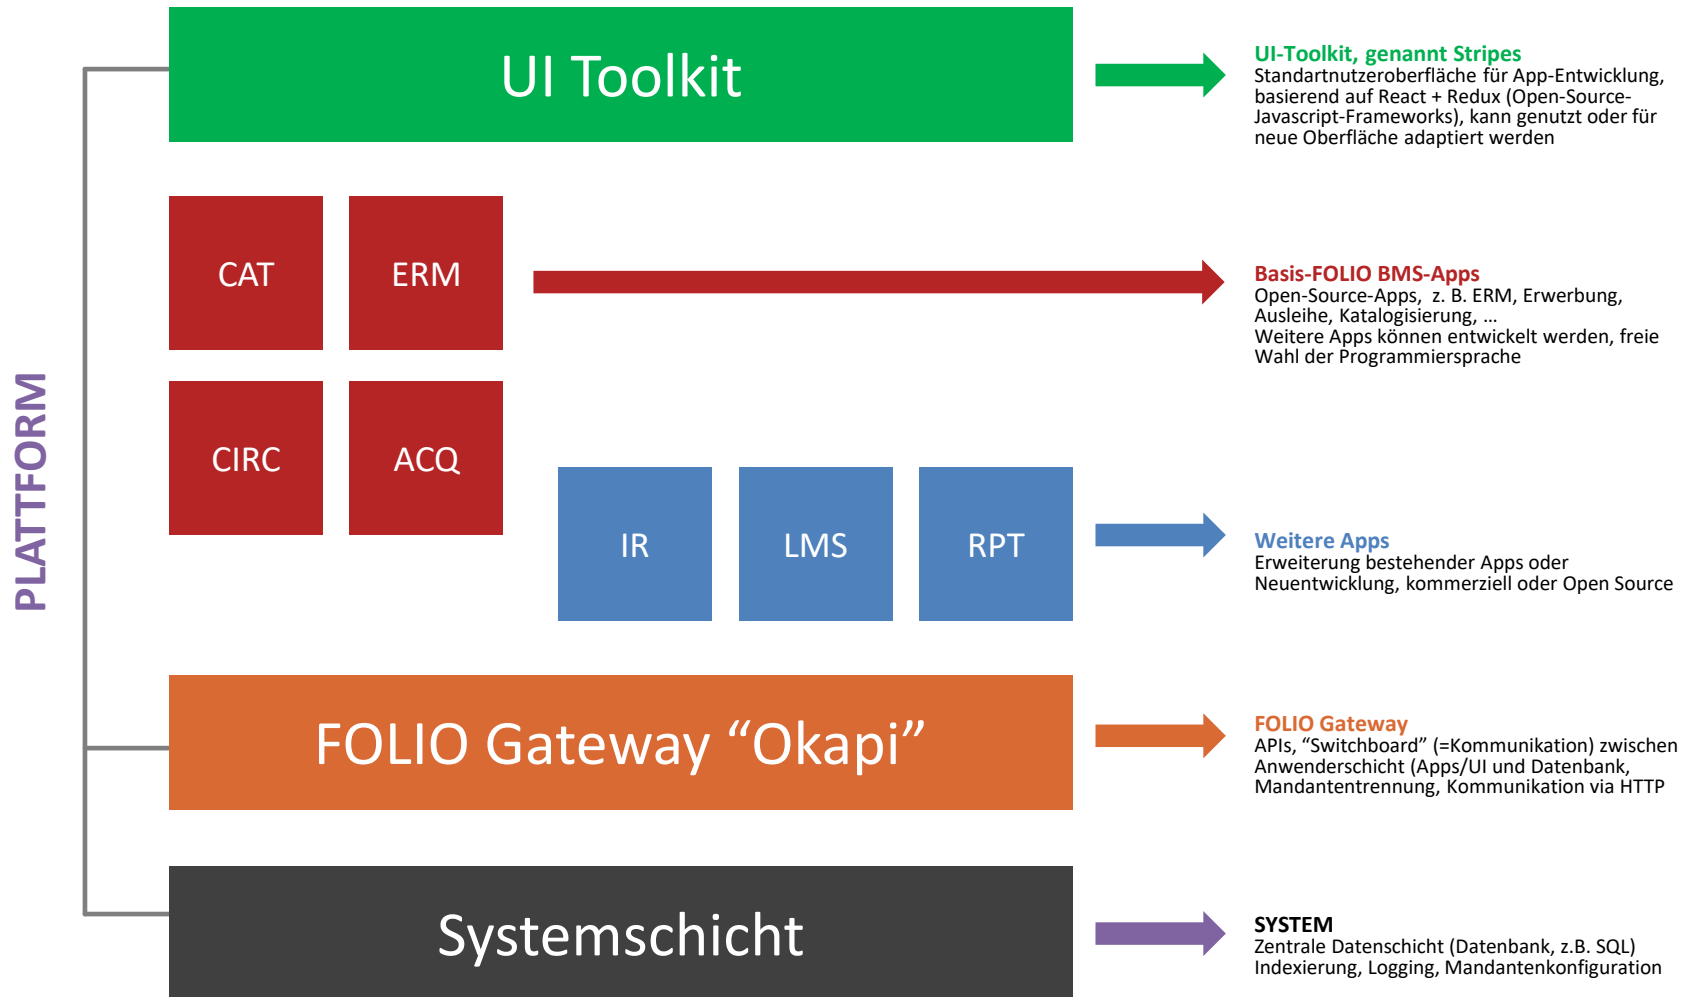 PLATTFORM
UI Toolkit
UI-Toolkit, genannt Stripes
Standartnutzeroberfläche für App-Entwicklung,
basierend auf React + Redux (Open-Source-
Javascript-Frameworks), kann genutzt oder für
neue Oberfläche adaptiert werden
CAT
ERM
Basis-FOLIO BMS-Apps
Open-Source-Apps, z. B. ERM, Erwerbung,
Ausleihe, Katalogisierung, …
Weitere Apps können entwickelt werden, freie
Wahl der Programmiersprache
CIRC
ACQ
IR
LMS
RPT
Weitere Apps
Erweiterung bestehender Apps oder
Neuentwicklung, kommerziell oder Open Source
FOLIO Gateway “Okapi”
FOLIO Gateway
APIs, “Switchboard” (=Kommunikation) zwischen
Anwenderschicht (Apps/UI und Datenbank,
Mandantentrennung, Kommunikation via HTTP
Systemschicht
SYSTEM
Zentrale Datenschicht (Datenbank, z.B. SQL)
Indexierung, Logging, Mandantenkonfiguration